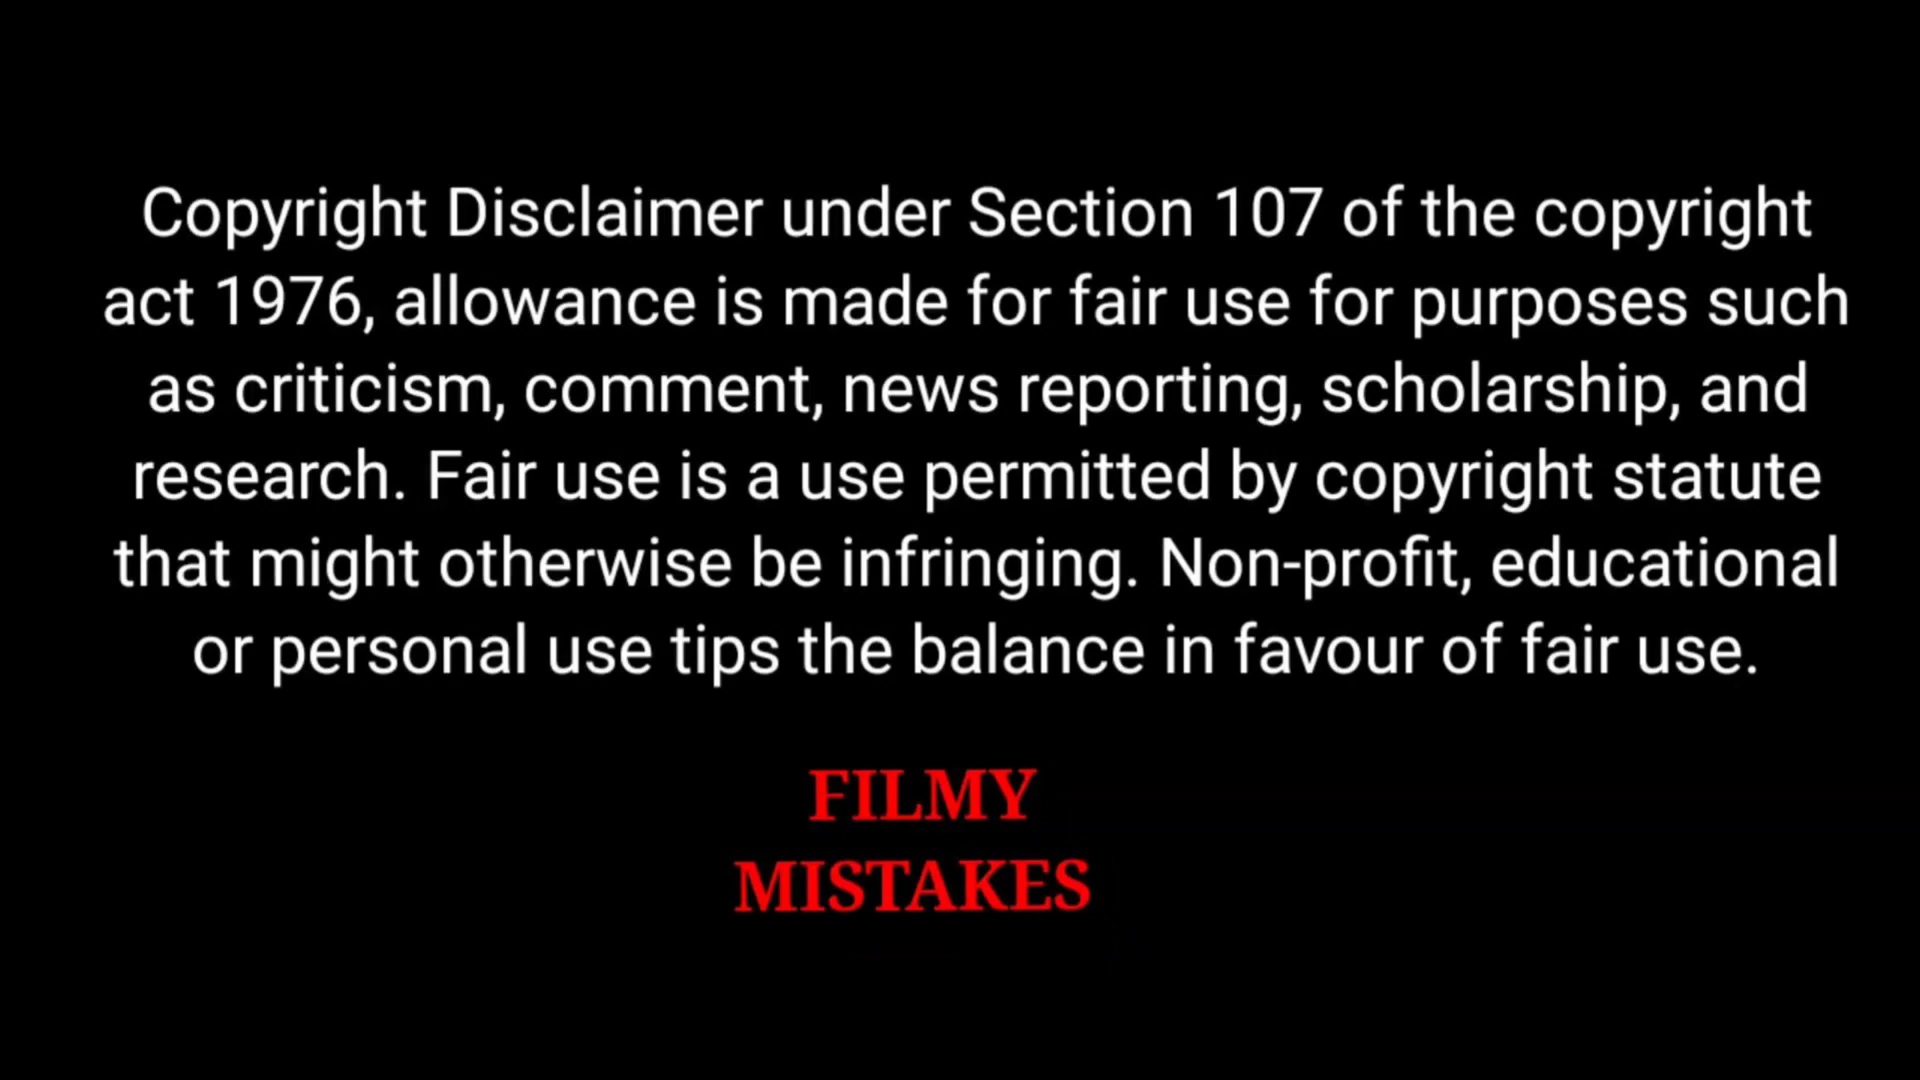 Copyright Disclaimer under Section 107 of the copyright
act 1976, allowance is made for fair use for purposes such
as criticism, comment, news reporting, scholarship, and
research. Fair use is a use permitted by copyright statute
that might otherwise be infringing. Non-profit, educational
or personal use tips the balance in favour of fair use.
FILMY
MISTAKES